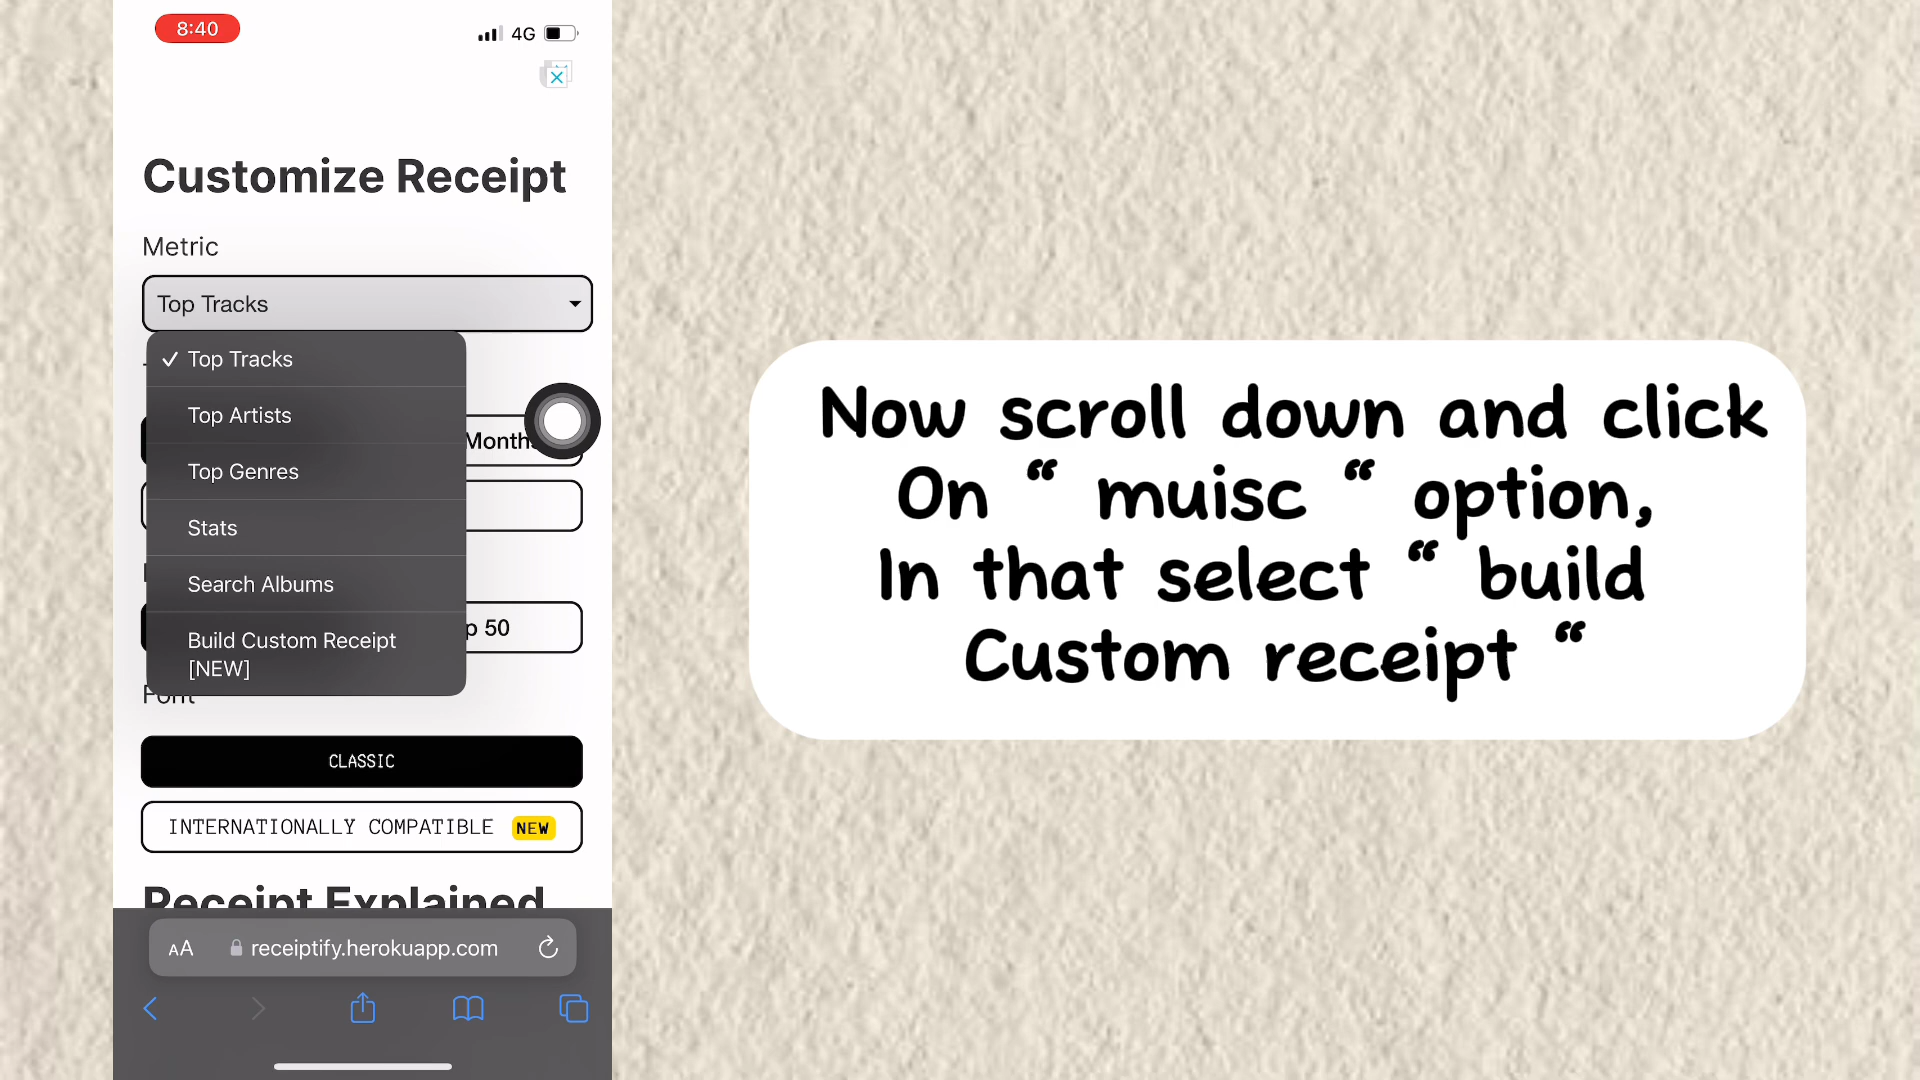 8:40
4G
Customize Receipt
Metric
Top Tracks
✓ Top Tracks
Top Artists
Top Genres
Stats
Search Albums
Build Custom Receipt
[NEW]
Month
p 50
Font
CLASSIC
INTERNATIONALLY COMPATIBLE NEW
Receipt Explained
AA receiptify.herokuapp.com
Now scroll down and click
On “ muisc “ option,
In that select “ build
Custom receipt “